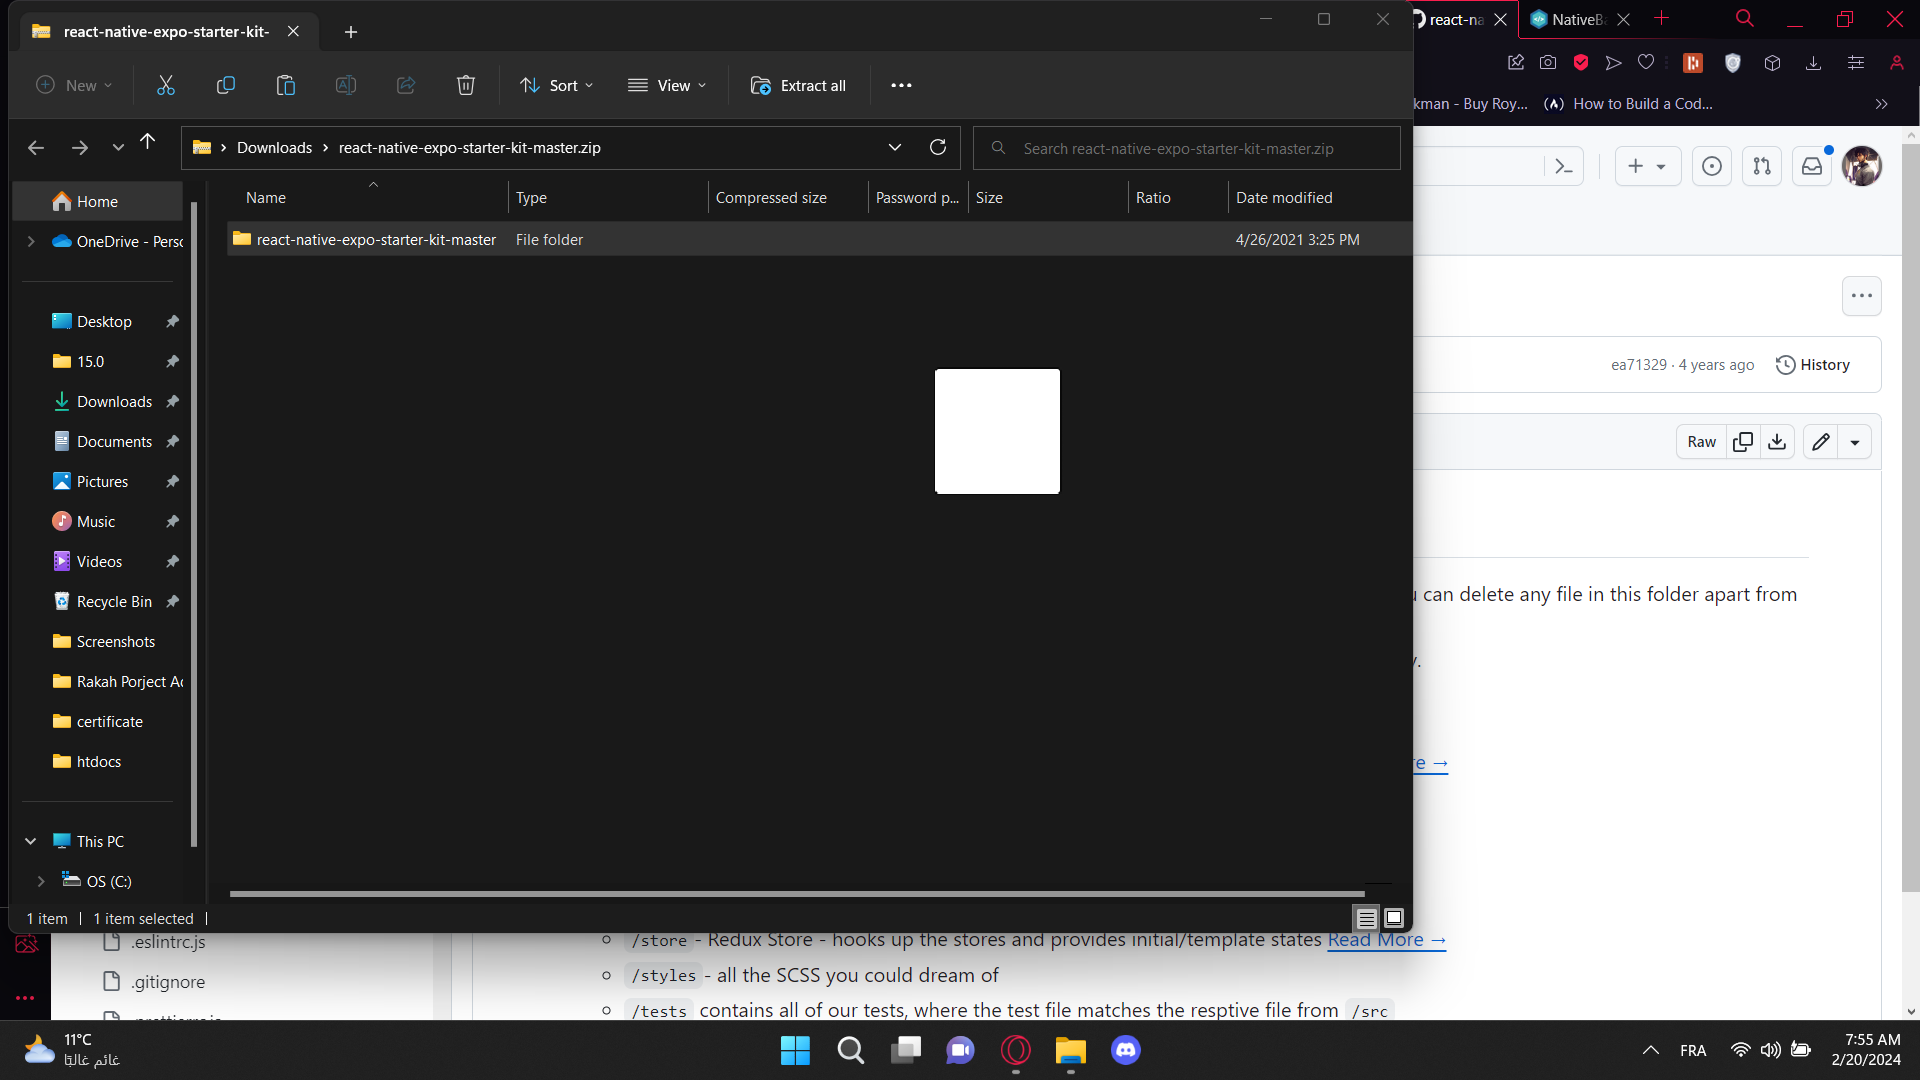 react-native-expo-starter-kit-
react-na
NativeBa
New
Sort
View
Extract all
kman - Buy Roy...
How to Build a Cod...
Downloads
react-native-expo-starter-kit-master.zip
Search react-native-expo-starter-kit-master.zip
Name
Type
Compressed size
Password p...
Size
Ratio
Date modified
react-native-expo-starter-kit-master
File folder
4/26/2021 3:25 PM
Home
OneDrive - Perso
Desktop
15.0
Downloads
Documents
Pictures
Music
Videos
Recycle Bin
Screenshots
Rakah Porject Ac
certificate
htdocs
This PC
OS (C:)
1 item
1 item selected
ea71329 · 4 years ago
History
Raw
can delete any file in this folder apart from
y.
re →
.eslintrc.js
.gitignore
.prettierrc.js
/store - Redux Store - hooks up the stores and provides initial/template states Read More →
/styles - all the SCSS you could dream of
/tests contains all of our tests, where the test file matches the resptive file from /src
11°C
غائم غالبًا
FRA
7:55 AM
2/20/2024